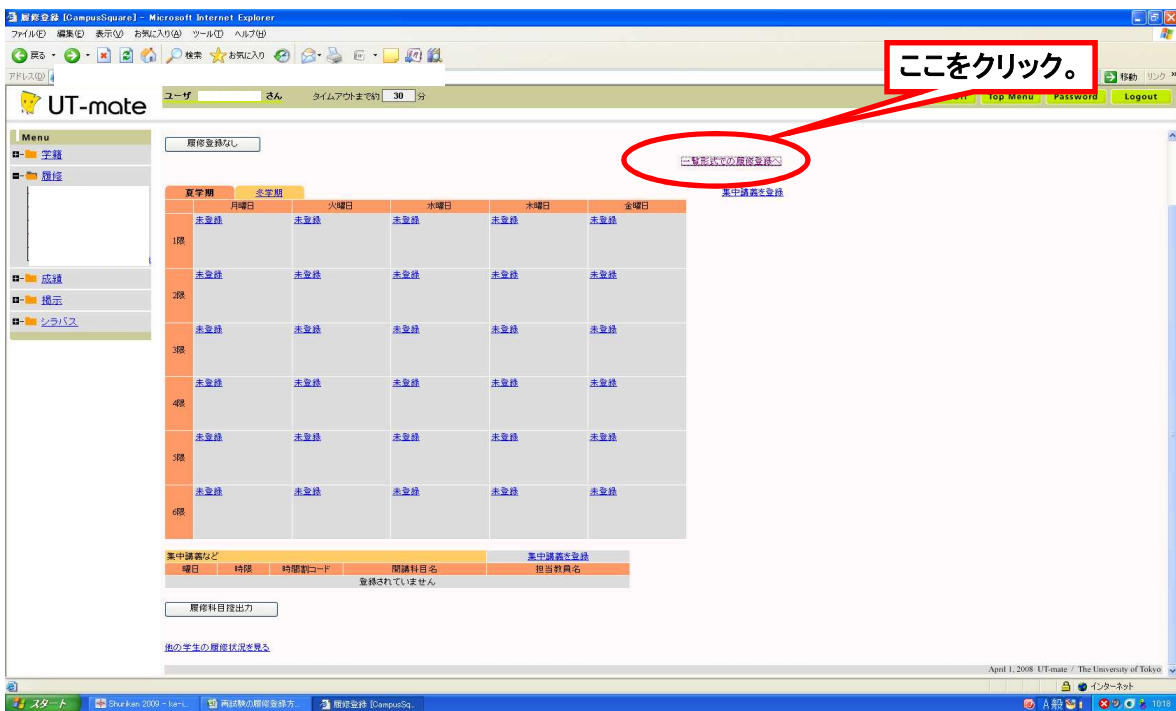 履修登録 [CampusSquare] - Microsoft Internet Explorer
ファイル(F) 編集(E) 表示(V) お気に入り(A) ツール(T) ヘルプ(H)
戻る 検索 お気に入り
アドレス(D) 移動 リンク »
ここをクリック。
UT-mate
ユーザ さん タイムアウトまで約 30 分
Top Menu Password Logout
Menu
学籍
履修
成績
掲示
シラバス
履修登録なし
一覧形式での履修登録へ
夏学期 冬学期 集中講義を登録
月曜日 火曜日 水曜日 木曜日 金曜日
1限 未登録 未登録 未登録 未登録 未登録
2限 未登録 未登録 未登録 未登録 未登録
3限 未登録 未登録 未登録 未登録 未登録
4限 未登録 未登録 未登録 未登録 未登録
5限 未登録 未登録 未登録 未登録 未登録
6限 未登録 未登録 未登録 未登録 未登録
集中講義など 集中講義を登録
曜日 時限 時間割コード 開講科目名 担当教員名
登録されていません
履修科目控出力
他の学生の履修状況を見る
April 1, 2008 UT-mate / The University of Tokyo
インターネット
スタート Shuriken 2009 - ke-i... 再試験の履修登録方... 履修登録 [CampusSq... A 般 10:18